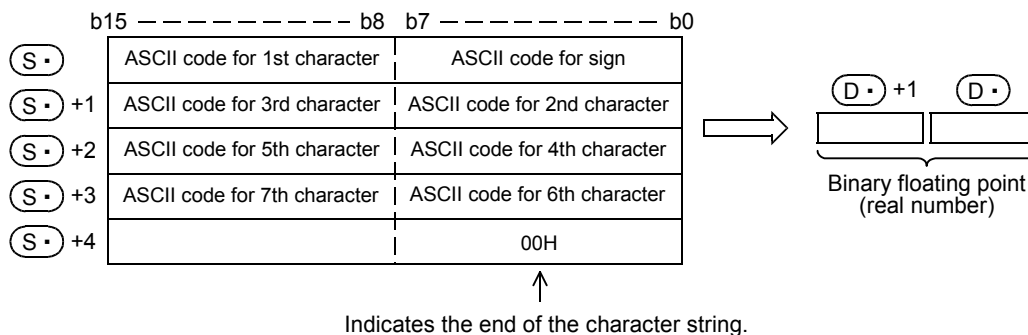 b15 — — — — — — — b8 b7 — — — — — — — b0
S· ASCII code for 1st character ASCII code for sign
S· +1 ASCII code for 3rd character ASCII code for 2nd character
S· +2 ASCII code for 5th character ASCII code for 4th character
S· +3 ASCII code for 7th character ASCII code for 6th character
S· +4 00H
Indicates the end of the character string.
D· +1 D·
Binary floating point
(real number)